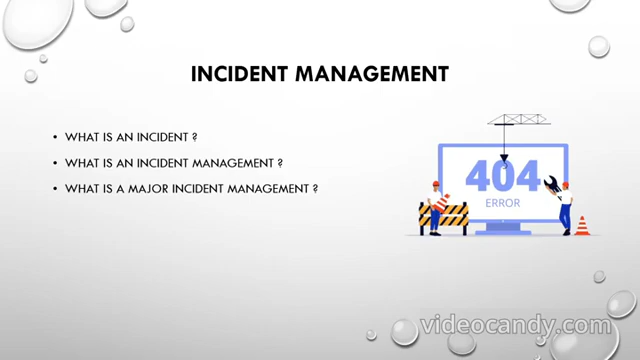 INCIDENT MANAGEMENT
• WHAT IS AN INCIDENT ?
• WHAT IS AN INCIDENT MANAGEMENT ?
• WHAT IS A MAJOR INCIDENT MANAGEMENT ?
404
ERROR
videocandy.com